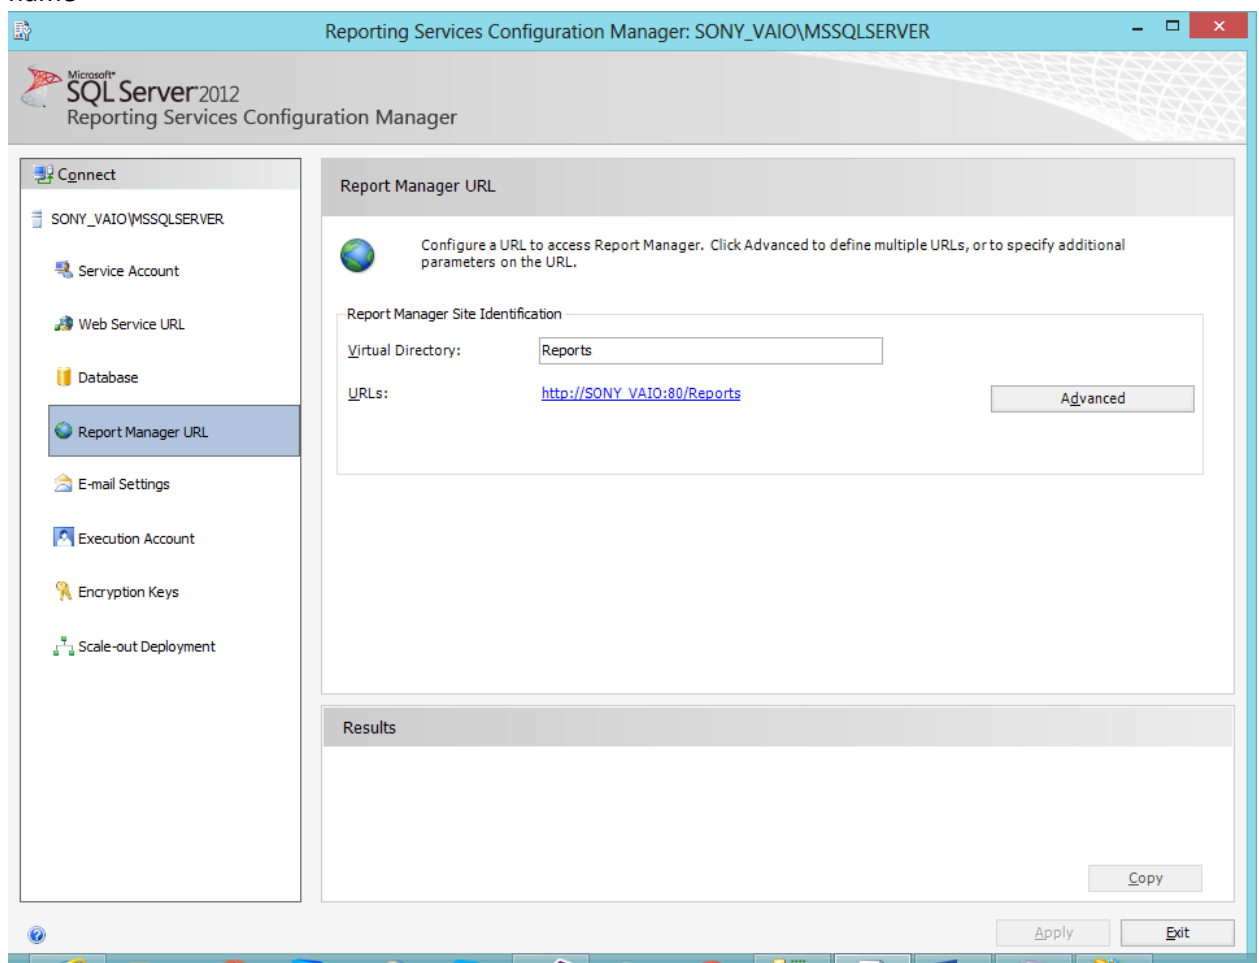 name
Reporting Services Configuration Manager: SONY_VAIO\MSSQLSERVER
Microsoft
SQL Server 2012
Reporting Services Configuration Manager
Connect
SONY_VAIO\MSSQLSERVER
Service Account
Web Service URL
Database
Report Manager URL
E-mail Settings
Execution Account
Encryption Keys
Scale-out Deployment
Report Manager URL
Configure a URL to access Report Manager. Click Advanced to define multiple URLs, or to specify additional
parameters on the URL.
Report Manager Site Identification
Virtual Directory: Reports
URLs: http://SONY_VAIO:80/Reports
Advanced
Results
Copy
Apply Exit